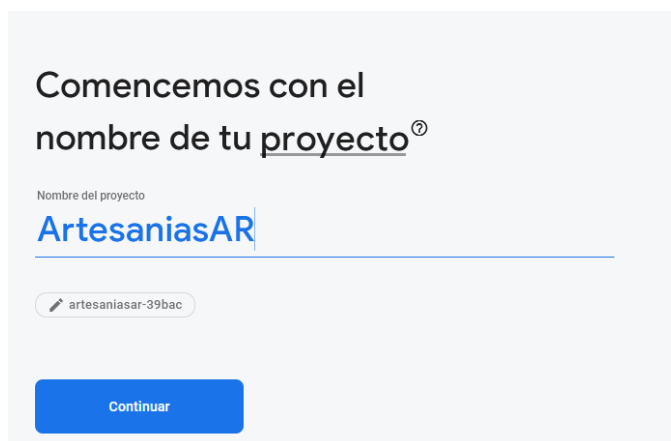 Comencemos con el
nombre de tu proyecto?
Nombre del proyecto
ArtesaniasAR
artesaniasar-39bac
Continuar